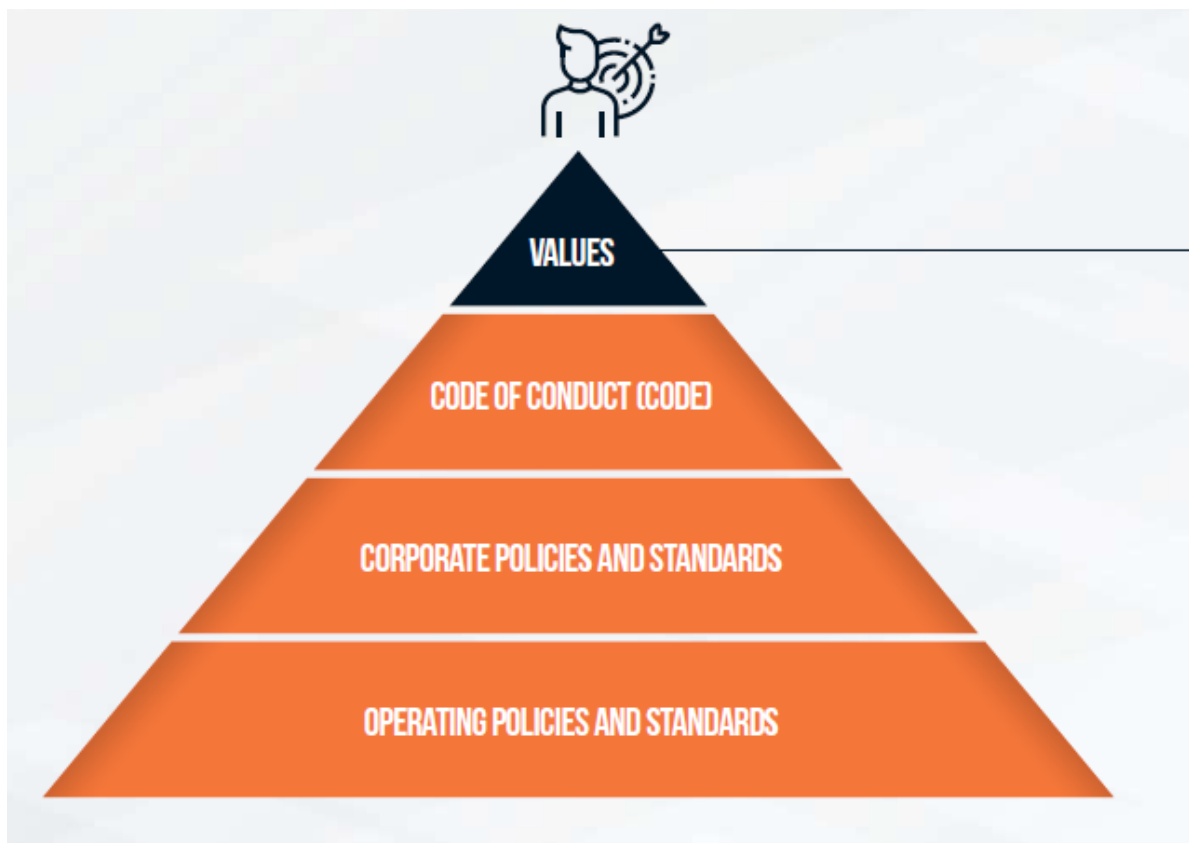 VALUES
CODE OF CONDUCT (CODE)
CORPORATE POLICIES AND STANDARDS
OPERATING POLICIES AND STANDARDS